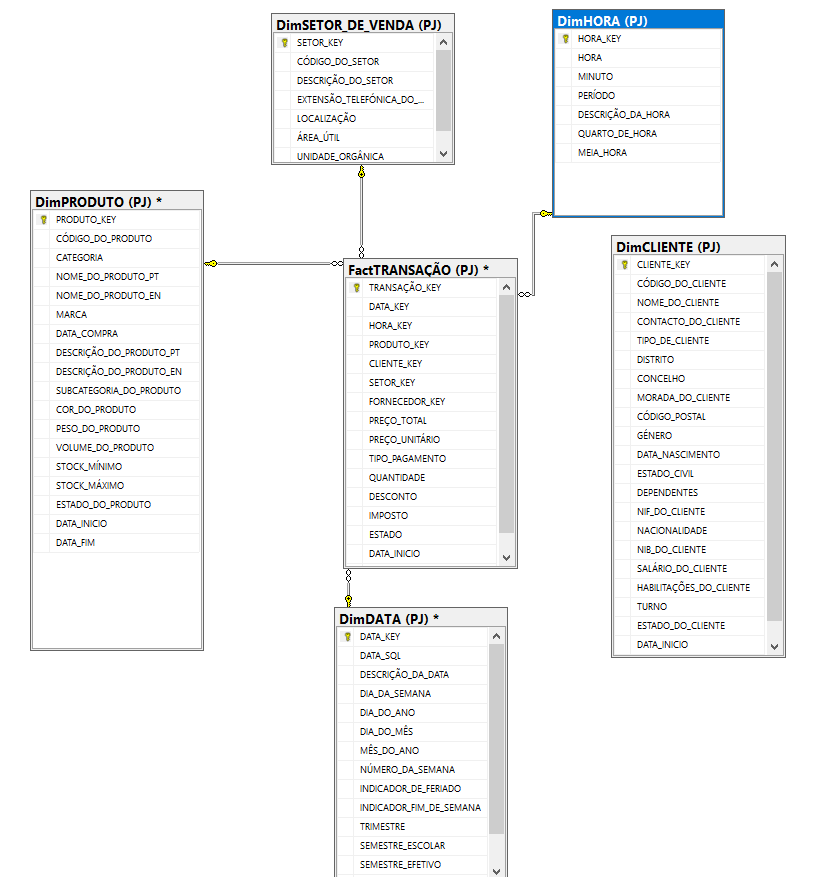 DimSETOR_DE_VENDA (PJ)
SETOR_KEY
CÓDIGO_DO_SETOR
DESCRIÇÃO_DO_SETOR
EXTENSÃO_TELEFÓNICA_DO_...
LOCALIZAÇÃO
ÁREA_ÚTIL
UNIDADE_ORGÂNICA
DimHORA (PJ)
HORA_KEY
HORA
MINUTO
PERÍODO
DESCRIÇÃO_DA_HORA
QUARTO_DE_HORA
MEIA_HORA
DimPRODUTO (PJ) *
PRODUTO_KEY
CÓDIGO_DO_PRODUTO
CATEGORIA
NOME_DO_PRODUTO_PT
NOME_DO_PRODUTO_EN
MARCA
DATA_COMPRA
DESCRIÇÃO_DO_PRODUTO_PT
DESCRIÇÃO_DO_PRODUTO_EN
SUBCATEGORIA_DO_PRODUTO
COR_DO_PRODUTO
PESO_DO_PRODUTO
VOLUME_DO_PRODUTO
STOCK_MÍNIMO
STOCK_MÁXIMO
ESTADO_DO_PRODUTO
DATA_INICIO
DATA_FIM
FactTRANSAÇÃO (PJ) *
TRANSAÇÃO_KEY
DATA_KEY
HORA_KEY
PRODUTO_KEY
CLIENTE_KEY
SETOR_KEY
FORNECEDOR_KEY
PREÇO_TOTAL
PREÇO_UNITÁRIO
TIPO_PAGAMENTO
QUANTIDADE
DESCONTO
IMPOSTO
ESTADO
DATA_INICIO
DimCLIENTE (PJ)
CLIENTE_KEY
CÓDIGO_DO_CLIENTE
NOME_DO_CLIENTE
CONTACTO_DO_CLIENTE
TIPO_DE_CLIENTE
DISTRITO
CONCELHO
MORADA_DO_CLIENTE
CÓDIGO_POSTAL
GÉNERO
DATA_NASCIMENTO
ESTADO_CIVIL
DEPENDENTES
NIF_DO_CLIENTE
NACIONALIDADE
NIB_DO_CLIENTE
SALÁRIO_DO_CLIENTE
HABILITAÇÕES_DO_CLIENTE
TURNO
ESTADO_DO_CLIENTE
DATA_INICIO
DimDATA (PJ) *
DATA_KEY
DATA_SQL
DESCRIÇÃO_DA_DATA
DIA_DA_SEMANA
DIA_DO_ANO
DIA_DO_MÊS
MÊS_DO_ANO
NÚMERO_DA_SEMANA
INDICADOR_DE_FERIADO
INDICADOR_FIM_DE_SEMANA
TRIMESTRE
SEMESTRE_ESCOLAR
SEMESTRE_EFETIVO